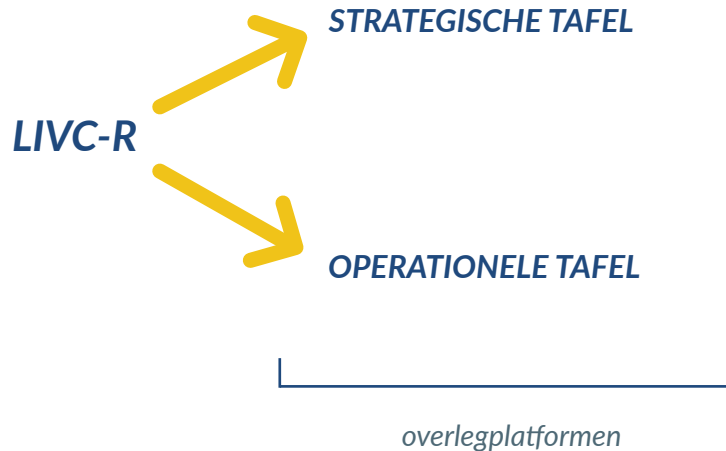 STRATEGISCHE TAFEL
LIVC-R
OPERATIONELE TAFEL
overlegplatformen